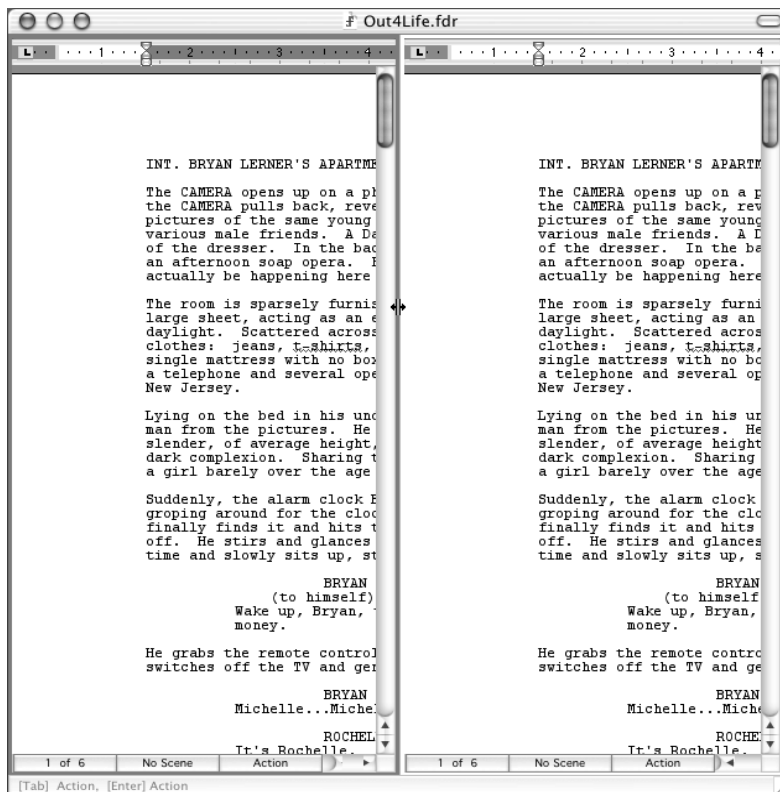 Out4Life.fdr
L 1 2 3 4
INT. BRYAN LERNER'S APARTME
The CAMERA opens up on a ph
the CAMERA pulls back, reve
pictures of the same young
various male friends. A Da
of the dresser. In the bac
an afternoon soap opera.
actually be happening here
The room is sparsely furnis
large sheet, acting as an e
daylight. Scattered across
clothes: jeans, t-shirts,
single mattress with no box
a telephone and several ope
New Jersey.
Lying on the bed in his und
man from the pictures. He
slender, of average height,
dark complexion. Sharing t
a girl barely over the age
Suddenly, the alarm clock
groping around for the cloc
finally finds it and hits t
off. He stirs and glances
time and slowly sits up, st
BRYAN
(to himself)
Wake up, Bryan,
money.
He grabs the remote control
switches off the TV and gen
BRYAN
Michelle...Michel
ROCHEL
It's Rochelle.
1 of 6 No Scene Action
L 1 2 3 4
INT. BRYAN LERNER'S APARTM
The CAMERA opens up on a p
the CAMERA pulls back, rev
pictures of the same young
various male friends. A Da
of the dresser. In the ba
an afternoon soap opera.
actually be happening here
The room is sparsely furni
large sheet, acting as an
daylight. Scattered acros
clothes: jeans, t-shirts,
single mattress with no bo
a telephone and several op
New Jersey.
Lying on the bed in his un
man from the pictures. He
slender, of average height
dark complexion. Sharing
a girl barely over the age
Suddenly, the alarm clock
groping around for the clo
finally finds it and hits
off. He stirs and glances
time and slowly sits up, s
BRYAN
(to himself
Wake up, Bryan,
money.
He grabs the remote contro
switches off the TV and ge
BRYAN
Michelle...Miche
ROCHE
It's Rochelle.
1 of 6 No Scene Action
[Tab] Action, [Enter] Action